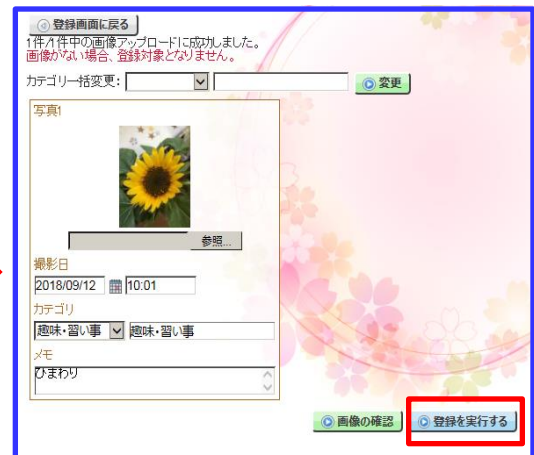 登録画面に戻る
1件/1件中の画像アップロードに成功しました。
画像がない場合、登録対象となりません。
カテゴリ一括変更:
変更
写真1
参照...
撮影日
2018/09/12 10:01
カテゴリ
趣味・習い事 趣味・習い事
メモ
ひまわり
画像の確認 登録を実行する